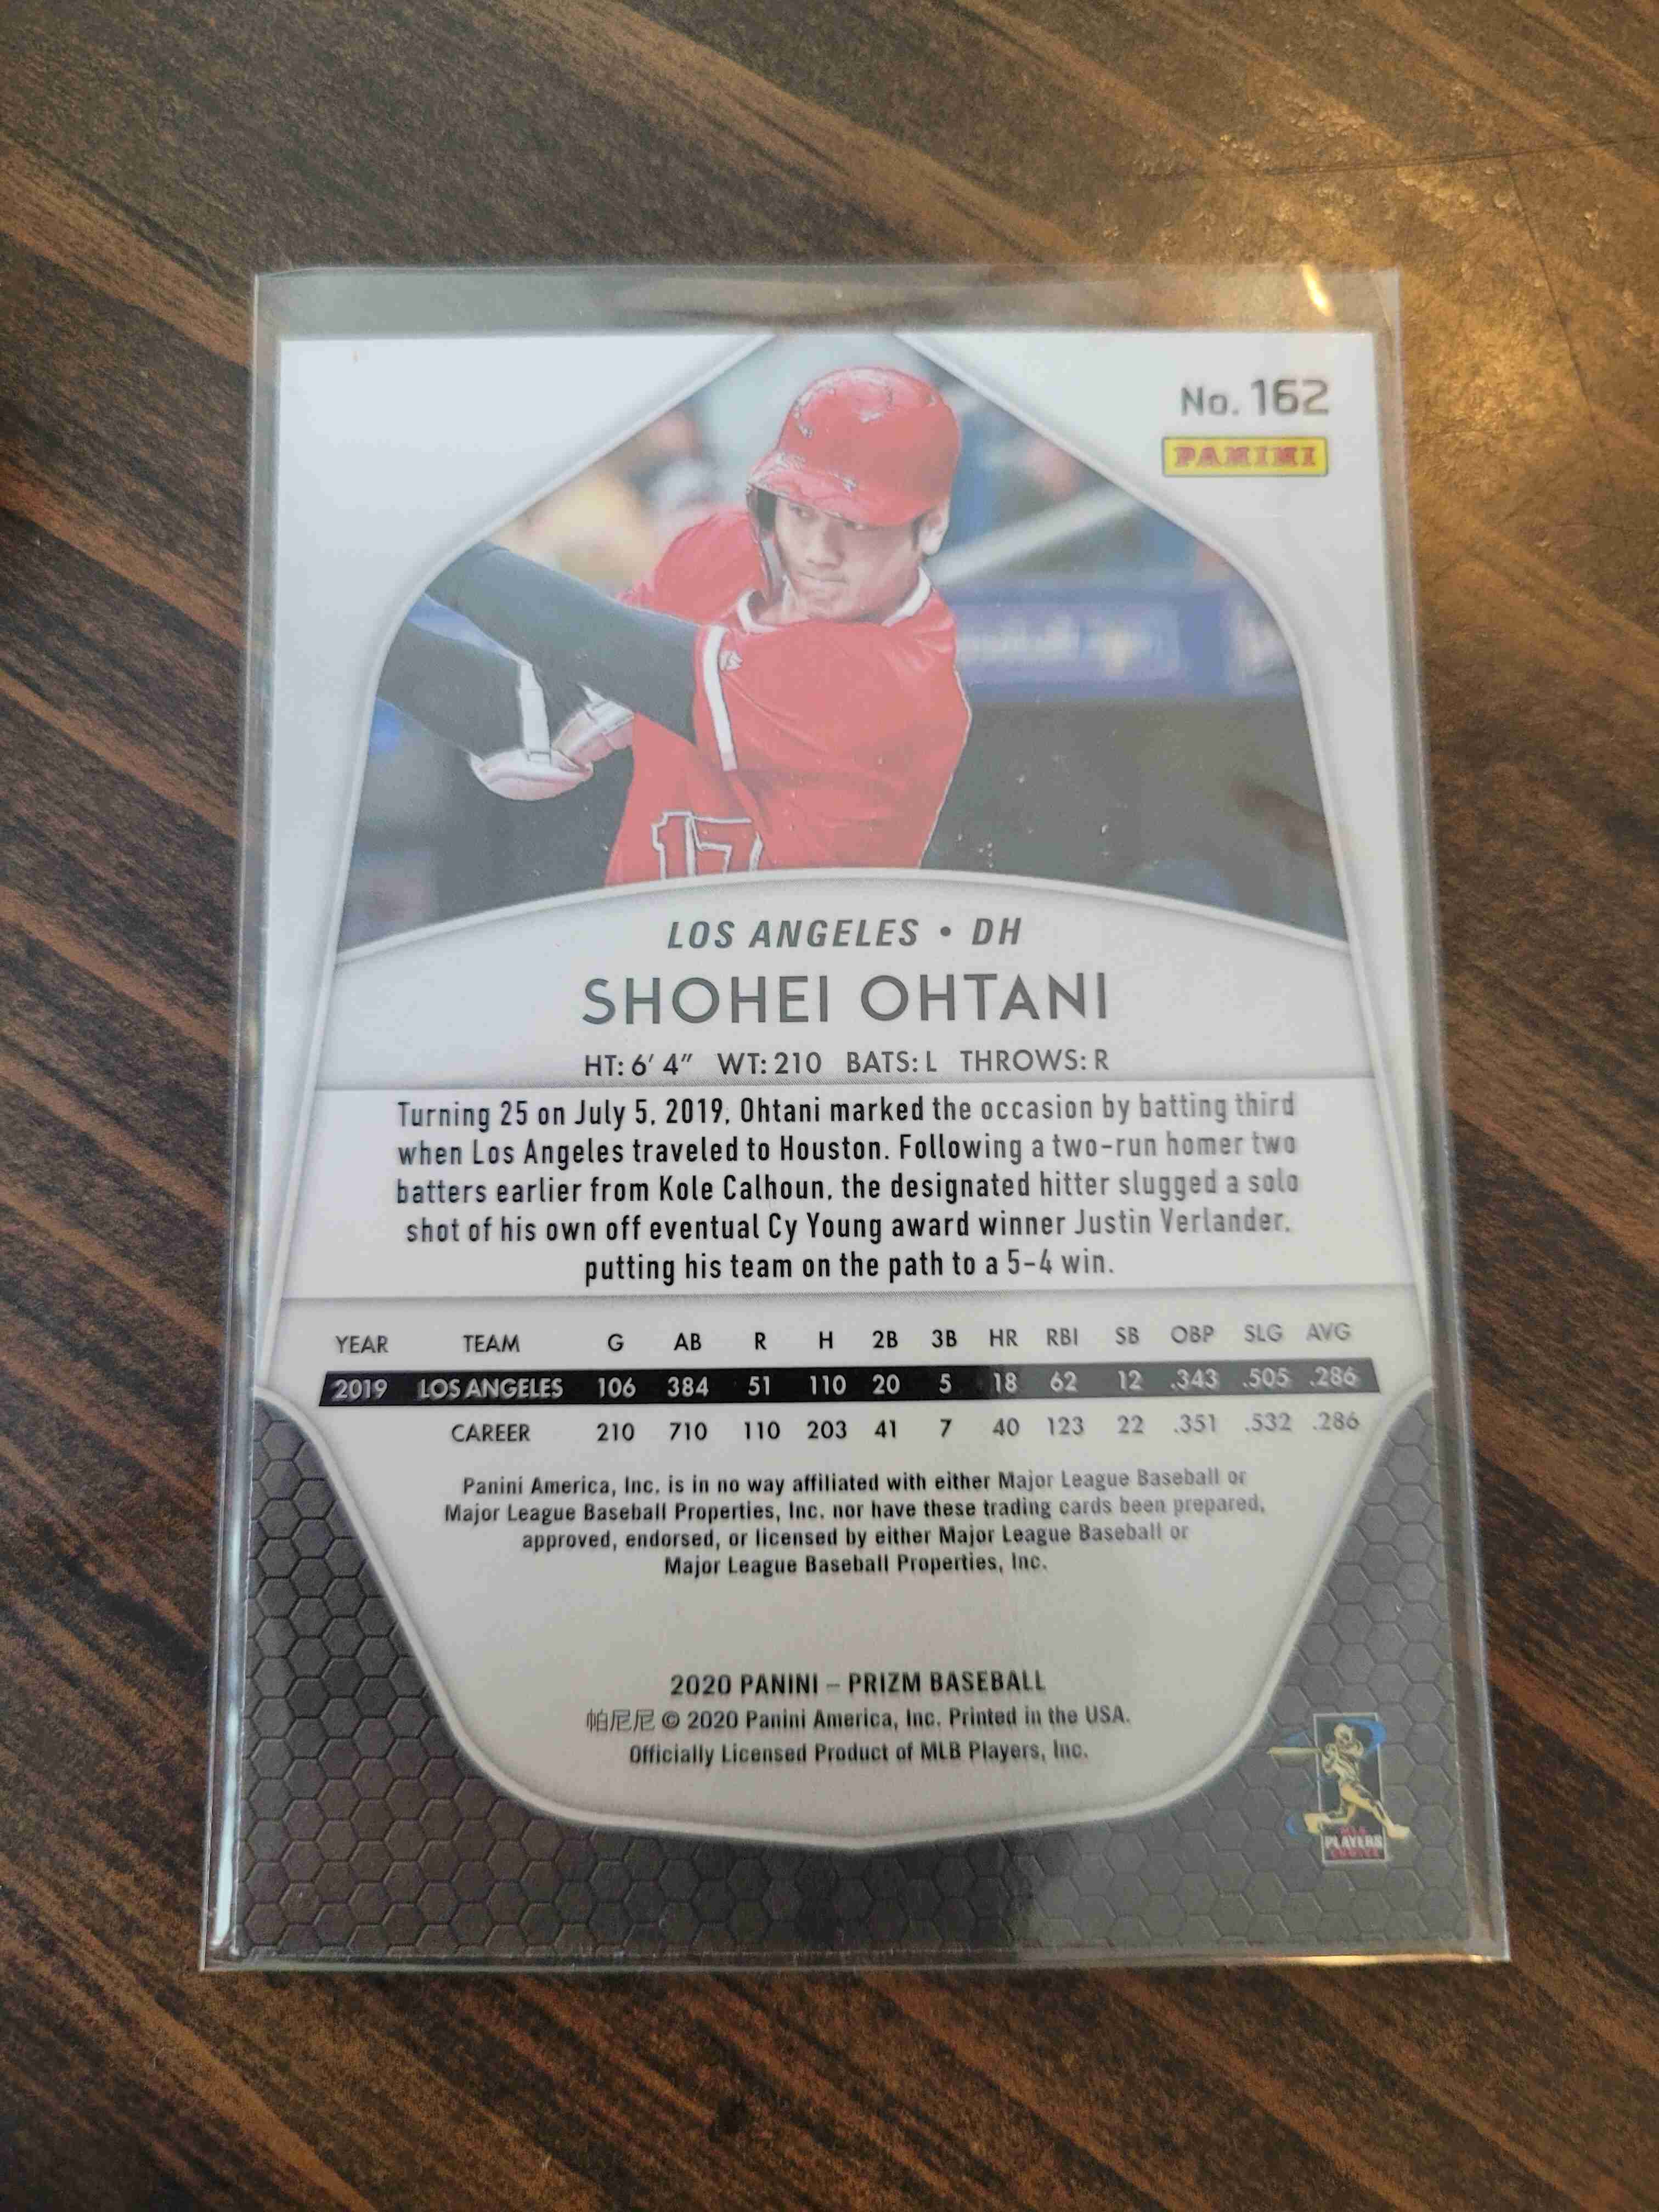 No. 162
PANINI
17
LOS ANGELES • DH
SHOHEI OHTANI
HT: 6' 4" WT: 210 BATS: L THROWS: R
Turning 25 on July 5, 2019, Ohtani marked the occasion by batting third
when Los Angeles traveled to Houston. Following a two-run homer two
batters earlier from Kole Calhoun, the designated hitter slugged a solo
shot of his own off eventual Cy Young award winner Justin Verlander,
putting his team on the path to a 5-4 win.
YEAR TEAM G AB R H 2B 3B HR RBI SB OBP SLG AVG
2019 LOS ANGELES 106 384 51 110 20 5 18 62 12 .343 .505 .286
CAREER 210 710 110 203 41 7 40 123 22 .351 .532 .286
Panini America, Inc. is in no way affiliated with either Major League Baseball or
Major League Baseball Properties, Inc. nor have these trading cards been prepared,
approved, endorsed, or licensed by either Major League Baseball or
Major League Baseball Properties, Inc.
2020 PANINI – PRIZM BASEBALL
帕尼尼 © 2020 Panini America, Inc. Printed in the USA.
Officially Licensed Product of MLB Players, Inc.
PLAYERS